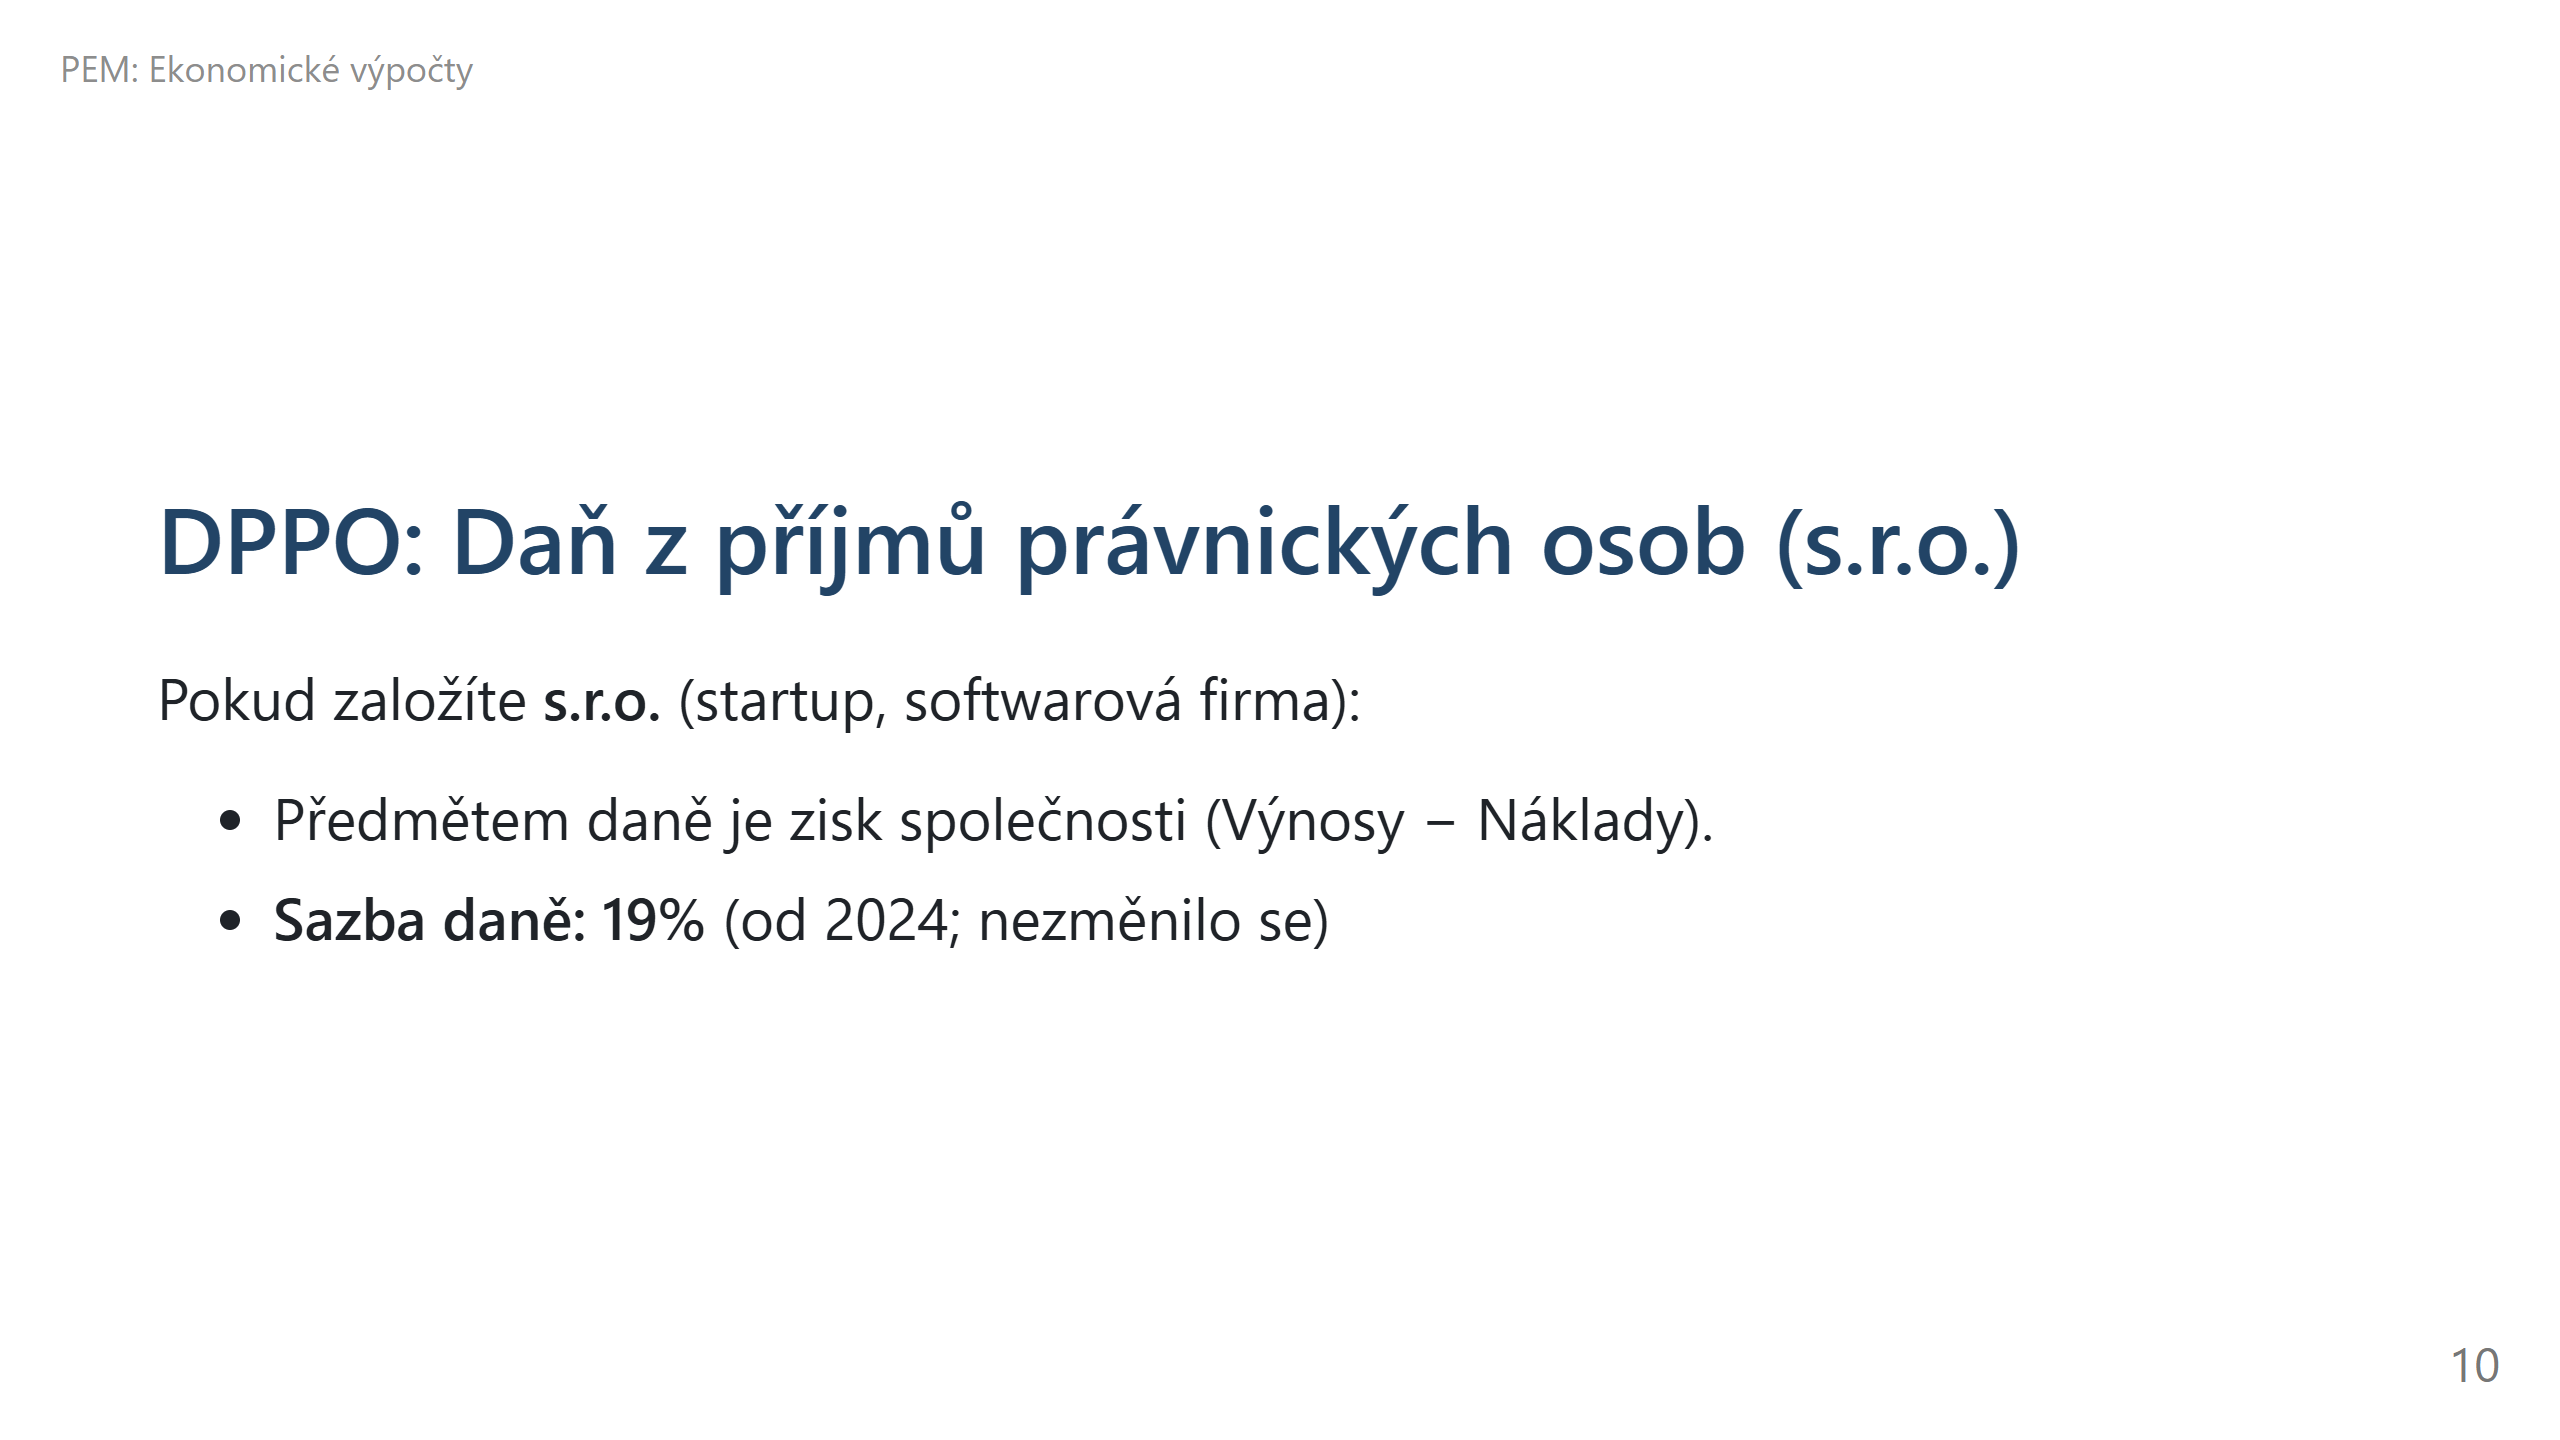 PEM: Ekonomické výpočty
DPPO: Daň z příjmů právnických osob (s.r.o.)
Pokud založíte s.r.o. (startup, softwarová firma):
• Předmětem daně je zisk společnosti (Výnosy − Náklady).
• Sazba daně: 19% (od 2024; nezměnilo se)
10